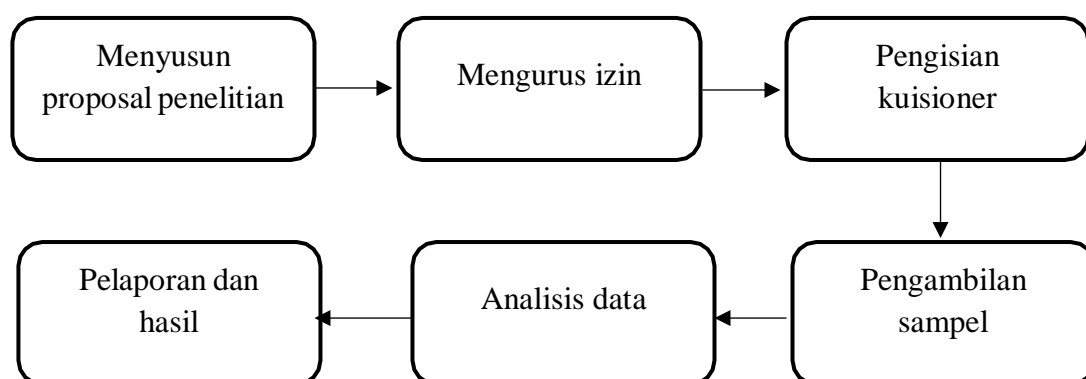 Menyusun
proposal penelitian
Mengurus izin
Pengisian
kuisioner
Pengambilan
sampel
Analisis data
Pelaporan dan
hasil